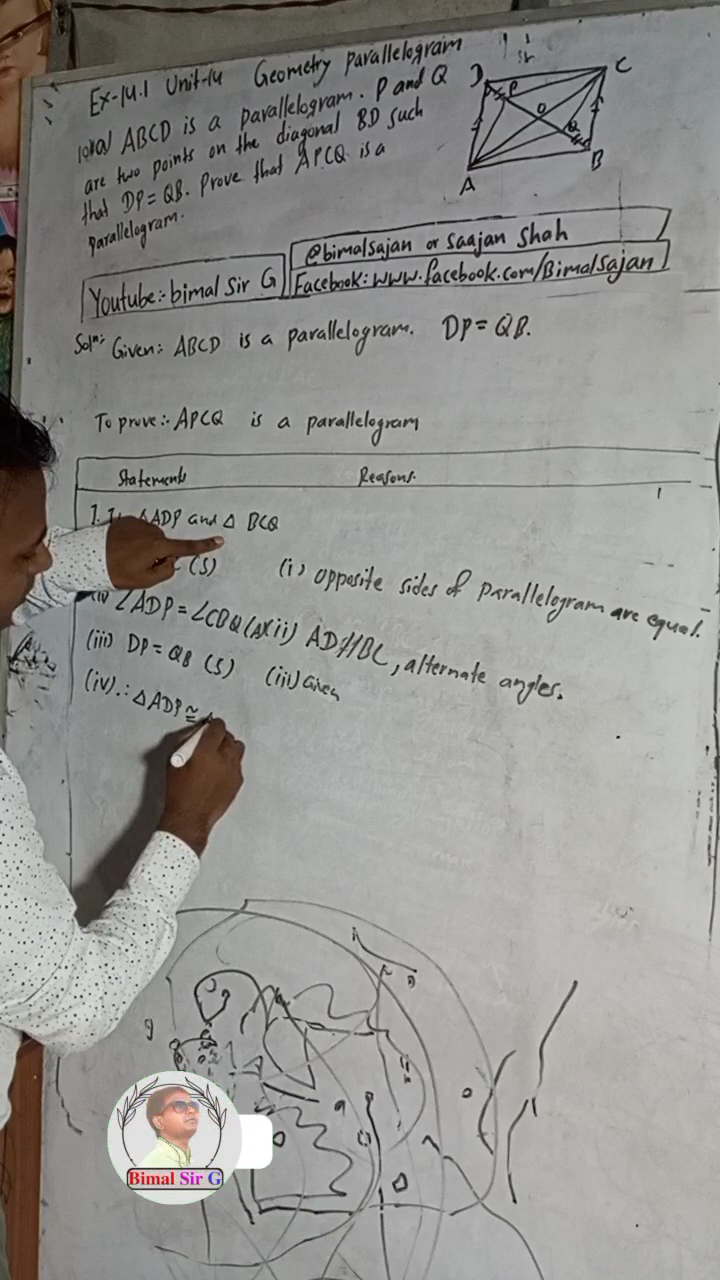 Ex-14.1 Unit-14 Geometry Parallelogram
ABCD is a parallelogram. P and Q
are two points on the diagonal BD such
that DP = QB. Prove that APCQ is a
parallelogram.
D
P
C
O
Q
A
B
@bimalsajan or Saajan Shah
Youtube:- bimal Sir G
Facebook: www.facebook.com/Bimalsajan
Soln: Given: ABCD is a parallelogram. DP = QB.
To prove:- APCQ is a parallelogram
Statements Reasons.
ADP and Δ BCQ
(S) (i) opposite sides of parallelogram are equal.
∠ADP = ∠CBQ (A) (ii) AD//BC, alternate angles.
(iii) DP = QB (S) (iii) Given
(iv) ∴ ΔADP ≅
Bimal Sir G